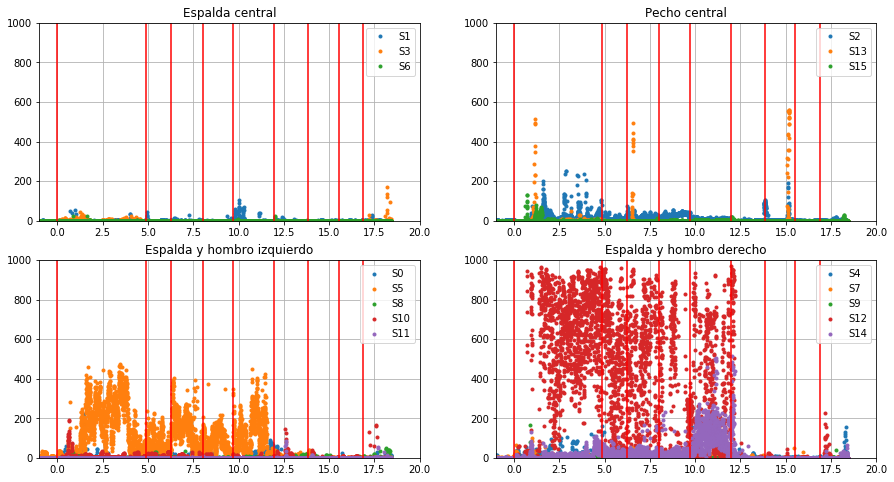 Espalda central
Pecho central
1000
800
600
400
200
0
S1
S3
S6
0.0 2.5 5.0 7.5 10.0 12.5 15.0 17.5 20.0
1000
800
600
400
200
0
S2
S13
S15
0.0 2.5 5.0 7.5 10.0 12.5 15.0 17.5 20.0
Espalda y hombro izquierdo
Espalda y hombro derecho
1000
800
600
400
200
0
S0
S5
S8
S10
S11
0.0 2.5 5.0 7.5 10.0 12.5 15.0 17.5 20.0
1000
800
600
400
200
0
S4
S7
S9
S12
S14
0.0 2.5 5.0 7.5 10.0 12.5 15.0 17.5 20.0